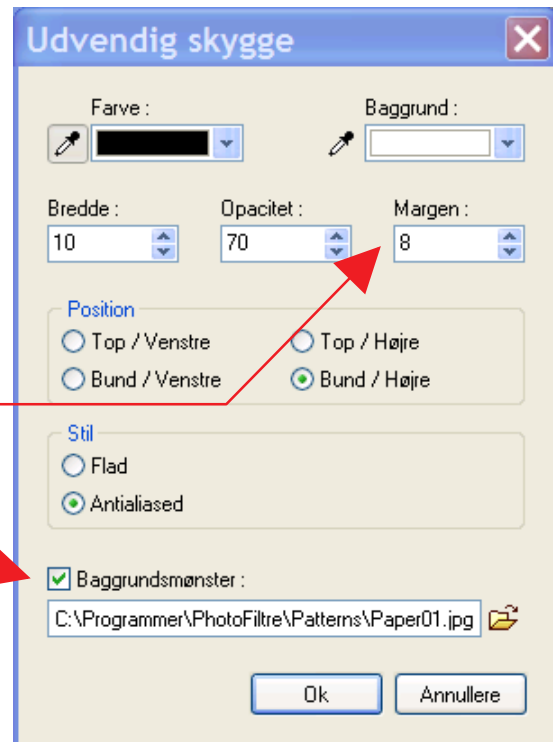 Udvendig skygge
Farve : Baggrund :
Bredde : Opacitet : Margen :
10 70 8
Position
Top / Venstre Top / Højre
Bund / Venstre Bund / Højre
Stil
Flad
Antialiased
Baggrundsmønster :
C:\Programmer\PhotoFiltre\Patterns\Paper01.jpg
Ok Annullere